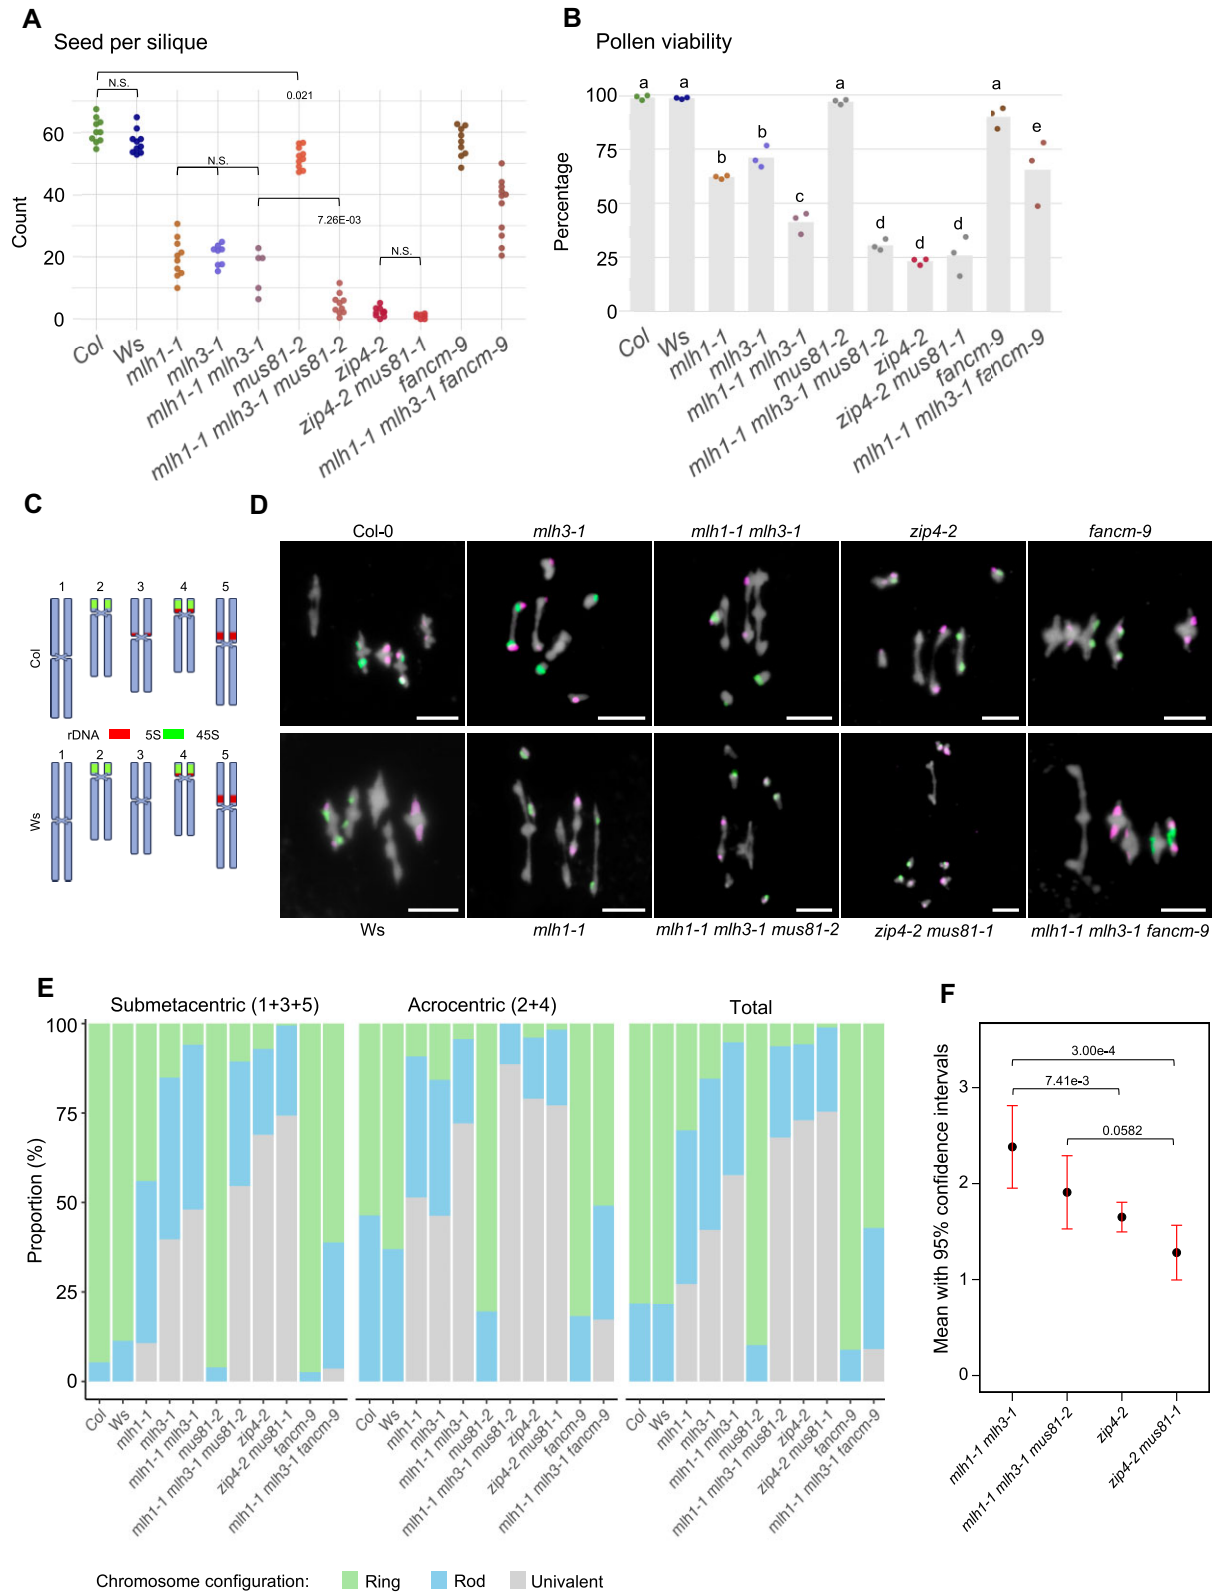 A
Seed per silique
Count
60
40
20
0
N.S.
0.021
N.S.
7.26E-03
N.S.
Col
Ws
mlh1-1
mlh3-1
mlh1-1 mlh3-1
mus81-2
mlh1-1 mlh3-1 mus81-2
zip4-2
zip4-2 mus81-1
fancm-9
mlh1-1 mlh3-1 fancm-9
B
Pollen viability
Percentage
100
75
50
25
0
a
a
b
b
c
a
d
d
d
a
e
Col
Ws
mlh1-1
mlh3-1
mlh1-1 mlh3-1
mus81-2
mlh1-1 mlh3-1 mus81-2
zip4-2
zip4-2 mus81-1
fancm-9
mlh1-1 mlh3-1 fancm-9
C
1 2 3 4 5
Col
rDNA 5S 45S
1 2 3 4 5
Ws
D
Col-0 mlh3-1 mlh1-1 mlh3-1 zip4-2 fancm-9
Ws mlh1-1 mlh1-1 mlh3-1 mus81-2 zip4-2 mus81-1 mlh1-1 mlh3-1 fancm-9
E
Submetacentric (1+3+5) Acrocentric (2+4) Total
Proportion (%)
100
75
50
25
0
Col
Ws
mlh1-1
mlh3-1
mlh1-1 mlh3-1
mus81-2
mlh1-1 mlh3-1 mus81-2
zip4-2
zip4-2 mus81-1
fancm-9
mlh1-1 mlh3-1 fancm-9
Col
Ws
mlh1-1
mlh3-1
mlh1-1 mlh3-1
mus81-2
mlh1-1 mlh3-1 mus81-2
zip4-2
zip4-2 mus81-1
fancm-9
mlh1-1 mlh3-1 fancm-9
Col
Ws
mlh1-1
mlh3-1
mlh1-1 mlh3-1
mus81-2
mlh1-1 mlh3-1 mus81-2
zip4-2
zip4-2 mus81-1
fancm-9
mlh1-1 mlh3-1 fancm-9
Chromosome configuration: Ring Rod Univalent
F
Mean with 95% confidence intervals
3
2
1
0
3.00e-4
7.41e-3
0.0582
mlh1-1 mlh3-1
mlh1-1 mlh3-1 mus81-2
zip4-2
zip4-2 mus81-1